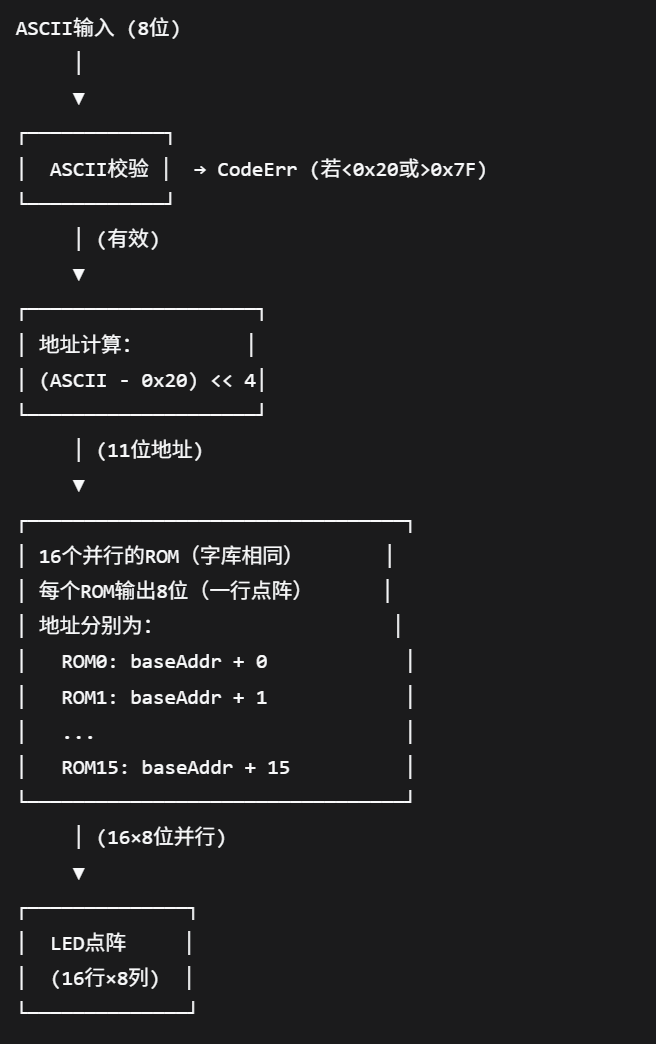 ASCII输入 (8位)
ASCII校验 → CodeErr (若<0x20或>0x7F)
(有效)
地址计算：
(ASCII - 0x20) << 4
(11位地址)
16个并行的ROM（字库相同）
每个ROM输出8位（一行点阵）
地址分别为：
ROM0: baseAddr + 0
ROM1: baseAddr + 1
...
ROM15: baseAddr + 15
(16×8位并行)
LED点阵
(16行×8列)